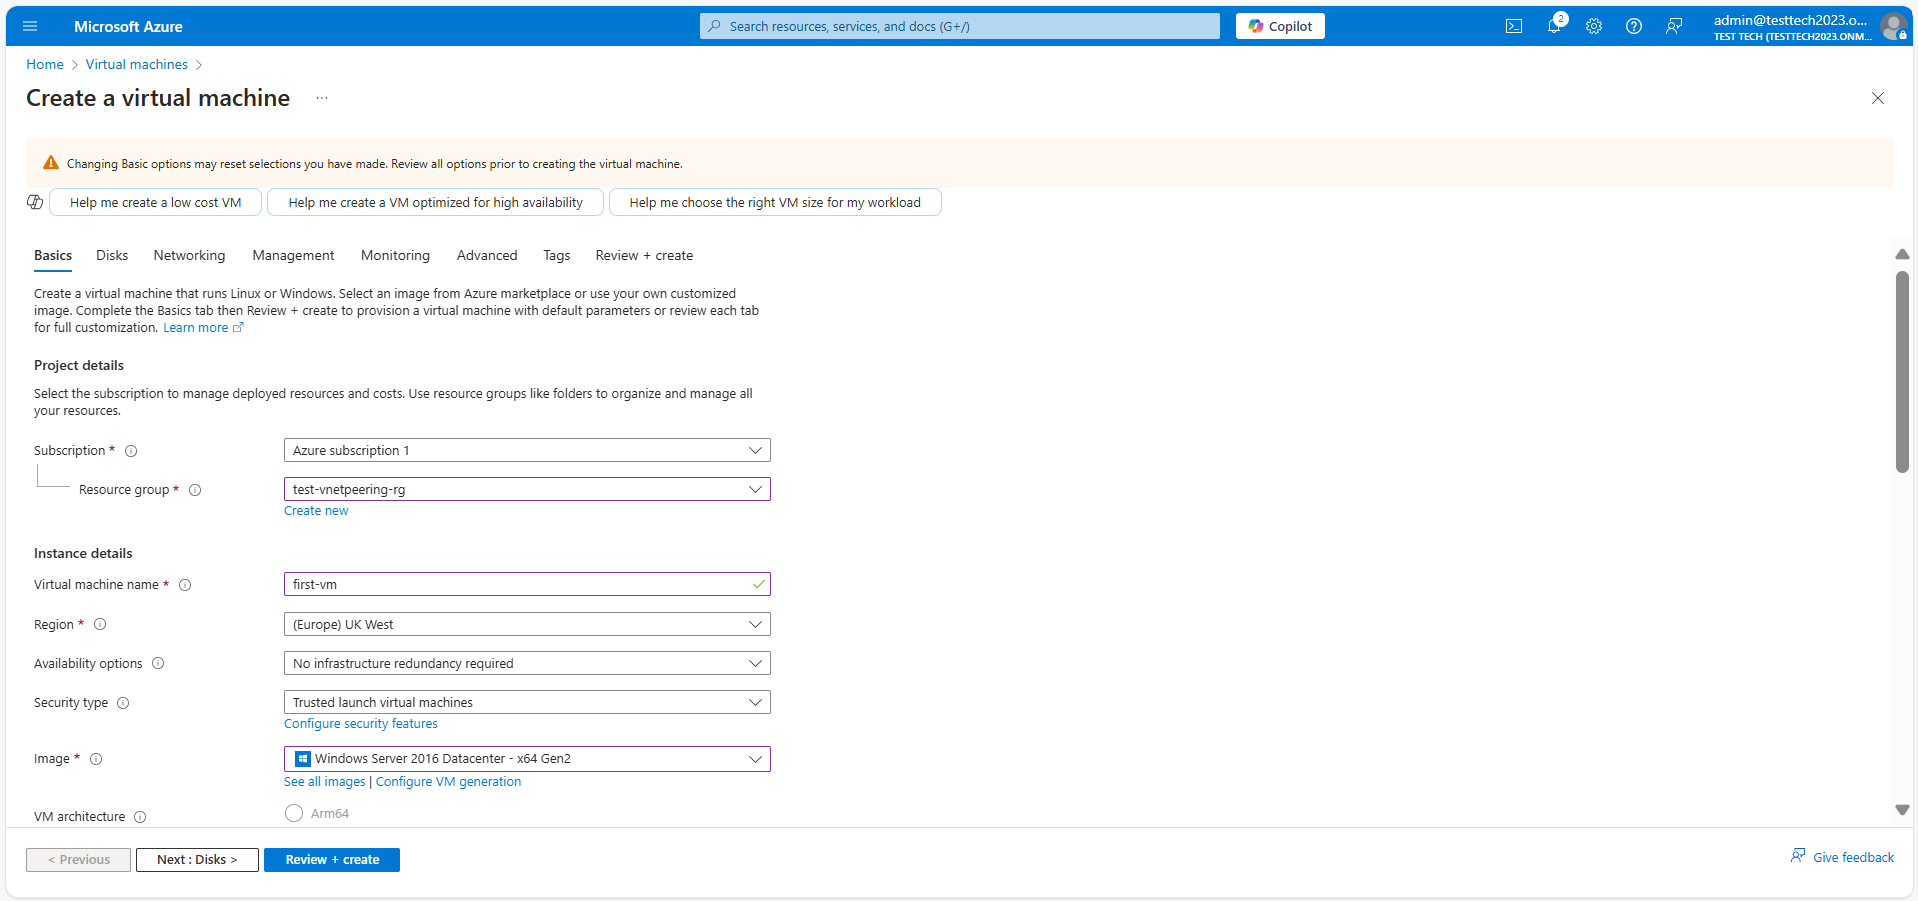 Microsoft Azure
Search resources, services, and docs (G+/)
Copilot
2
admin@testtech2023.o...
TEST TECH (TESTTECH2023.ONM...
Home > Virtual machines >
Create a virtual machine ...
Changing Basic options may reset selections you have made. Review all options prior to creating the virtual machine.
Help me create a low cost VM
Help me create a VM optimized for high availability
Help me choose the right VM size for my workload
Basics Disks Networking Management Monitoring Advanced Tags Review + create
Create a virtual machine that runs Linux or Windows. Select an image from Azure marketplace or use your own customized
image. Complete the Basics tab then Review + create to provision a virtual machine with default parameters or review each tab
for full customization. Learn more
Project details
Select the subscription to manage deployed resources and costs. Use resource groups like folders to organize and manage all
your resources.
Subscription *
Azure subscription 1
Resource group *
test-vnetpeering-rg
Create new
Instance details
Virtual machine name *
first-vm
Region *
(Europe) UK West
Availability options
No infrastructure redundancy required
Security type
Trusted launch virtual machines
Configure security features
Image *
Windows Server 2016 Datacenter - x64 Gen2
See all images | Configure VM generation
VM architecture
Arm64
< Previous
Next : Disks >
Review + create
Give feedback